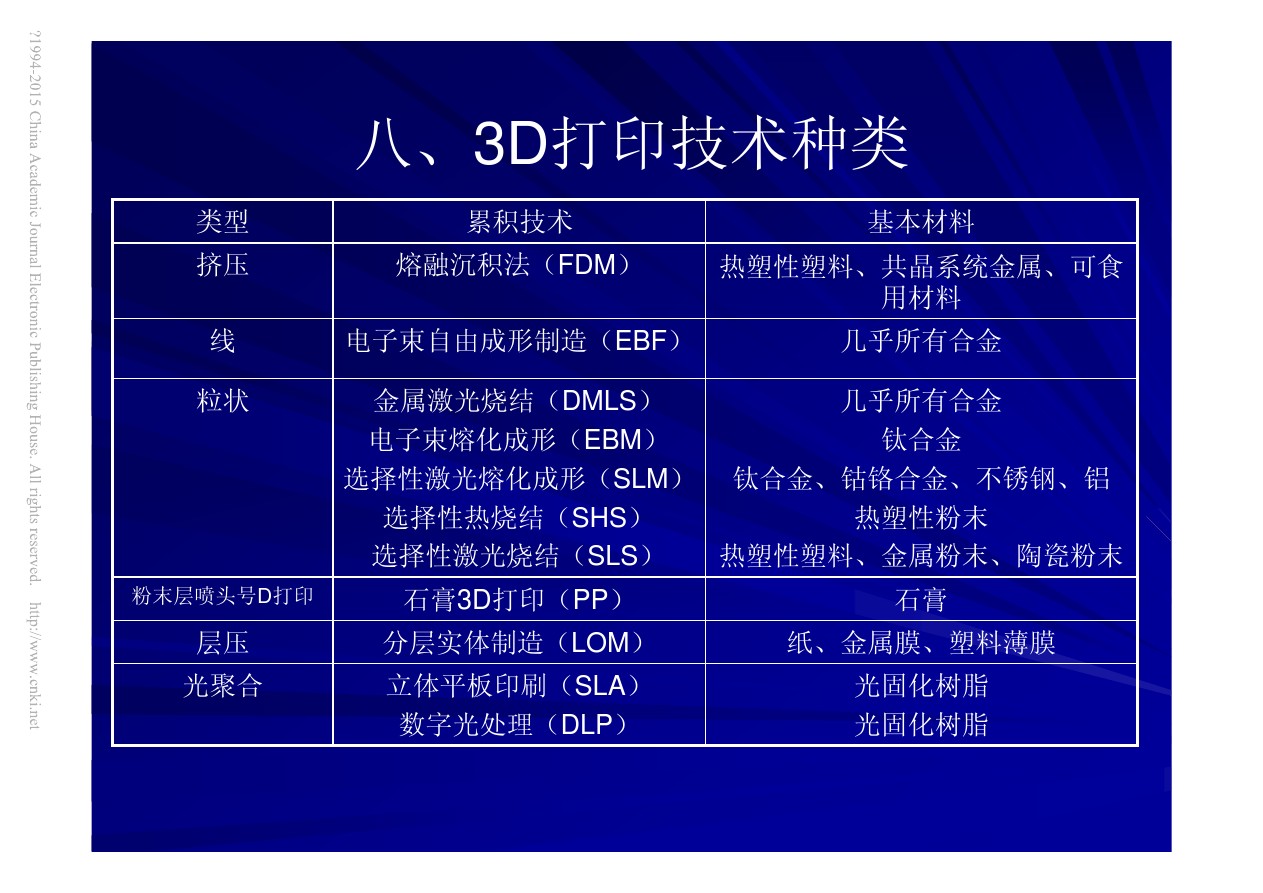 八、3D打印技术种类
类型 累积技术 基本材料
挤压 熔融沉积法（FDM） 热塑性塑料、共晶系统金属、可食
用材料
线 电子束自由成形制造（EBF） 几乎所有合金
粒状 金属激光烧结（DMLS） 几乎所有合金
电子束熔化成形（EBM） 钛合金
选择性激光熔化成形（SLM） 钛合金、钴铬合金、不锈钢、铝
选择性热烧结（SHS） 热塑性粉末
选择性激光烧结（SLS） 热塑性塑料、金属粉末、陶瓷粉末
粉末层喷头号D打印 石膏3D打印（PP） 石膏
层压 分层实体制造（LOM） 纸、金属膜、塑料薄膜
光聚合 立体平板印刷（SLA） 光固化树脂
数字光处理（DLP） 光固化树脂
?1994-2015 China Academic Journal Electronic Publishing House. All rights reserved. http://www.cnki.net